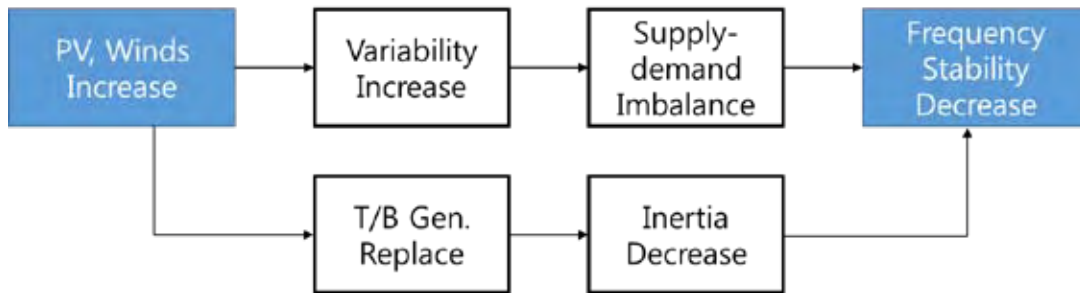 PV, Winds
Increase
Variability
Increase
Supply-
demand
Imbalance
Frequency
Stability
Decrease
T/B Gen.
Replace
Inertia
Decrease